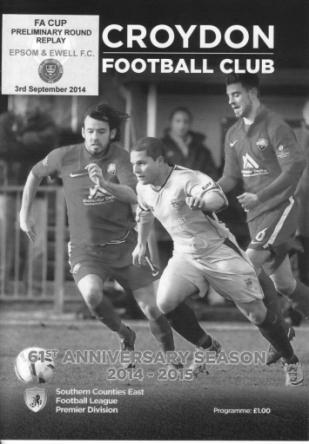 FA CUP
PRELIMINARY ROUND
REPLAY
EPSOM & EWELL F.C.
3rd September 2014
CROYDON
FOOTBALL CLUB
6
61ST ANNIVERSARY SEASON
2014 - 2015
Southern Counties East
Football League
Premier Division
Programme: £1.00